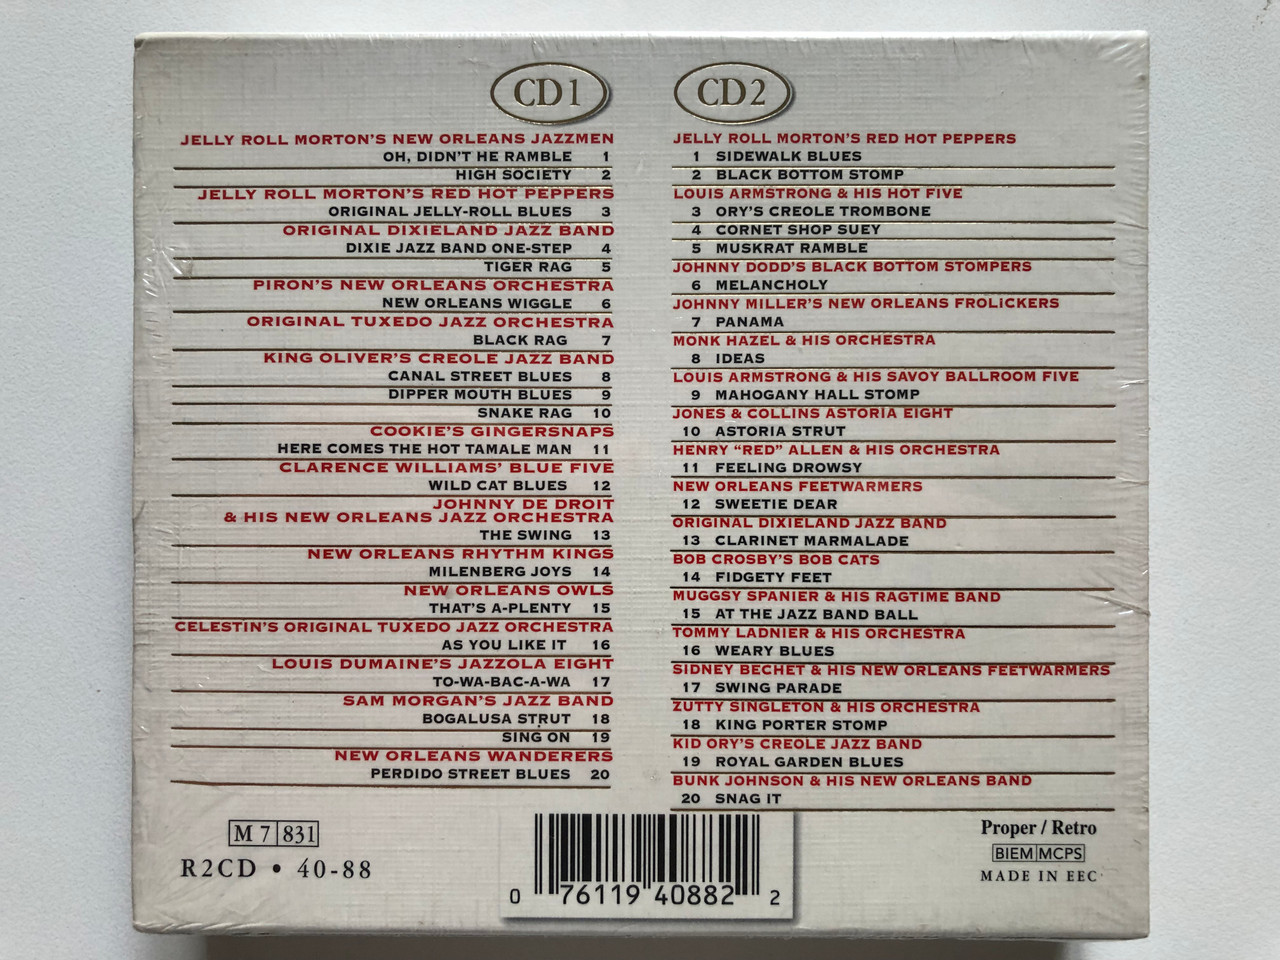 CD 1
JELLY ROLL MORTON'S NEW ORLEANS JAZZMEN
OH, DIDN'T HE RAMBLE 1
HIGH SOCIETY 2
JELLY ROLL MORTON'S RED HOT PEPPERS
ORIGINAL JELLY-ROLL BLUES 3
ORIGINAL DIXIELAND JAZZ BAND
DIXIE JAZZ BAND ONE-STEP 4
TIGER RAG 5
PIRON'S NEW ORLEANS ORCHESTRA
NEW ORLEANS WIGGLE 6
ORIGINAL TUXEDO JAZZ ORCHESTRA
BLACK RAG 7
KING OLIVER'S CREOLE JAZZ BAND
CANAL STREET BLUES 8
DIPPER MOUTH BLUES 9
SNAKE RAG 10
COOKIE'S GINGERSNAPS
HERE COMES THE HOT TAMALE MAN 11
CLARENCE WILLIAMS' BLUE FIVE
WILD CAT BLUES 12
JOHNNY DE DROIT
& HIS NEW ORLEANS JAZZ ORCHESTRA
THE SWING 13
NEW ORLEANS RHYTHM KINGS
MILENBERG JOYS 14
NEW ORLEANS OWLS
THAT'S A-PLENTY 15
CELESTIN'S ORIGINAL TUXEDO JAZZ ORCHESTRA
AS YOU LIKE IT 16
LOUIS DUMAINE'S JAZZOLA EIGHT
TO-WA-BAC-A-WA 17
SAM MORGAN'S JAZZ BAND
BOGALUSA STRUT 18
SING ON 19
NEW ORLEANS WANDERERS
PERDIDO STREET BLUES 20
CD 2
JELLY ROLL MORTON'S RED HOT PEPPERS
1 SIDEWALK BLUES
2 BLACK BOTTOM STOMP
LOUIS ARMSTRONG & HIS HOT FIVE
3 ORY'S CREOLE TROMBONE
4 CORNET SHOP SUEY
5 MUSKRAT RAMBLE
JOHNNY DODD'S BLACK BOTTOM STOMPERS
6 MELANCHOLY
JOHNNY MILLER'S NEW ORLEANS FROLiCKERS
7 PANAMA
MONK HAZEL & HIS ORCHESTRA
8 IDEAS
LOUIS ARMSTRONG & HIS SAVOY BALLROOM FIVE
9 MAHOGANY HALL STOMP
JONES & COLLINS ASTORIA EIGHT
10 ASTORIA STRUT
HENRY “RED” ALLEN & HIS ORCHESTRA
11 FEELING DROWSY
NEW ORLEANS FEETWARMERS
12 SWEETIE DEAR
ORIGINAL DIXIELAND JAZZ BAND
13 CLARINET MARMALADE
BOB CROSBY'S BOB CATS
14 FIDGETY FEET
MUGGSY SPANIER & HIS RAGTIME BAND
15 AT THE JAZZ BAND BALL
TOMMY LADNIER & HIS ORCHESTRA
16 WEARY BLUES
SIDNEY BECHET & HIS NEW ORLEANS FEETWARMERS
17 SWING PARADE
ZUTTY SINGLETON & HIS ORCHESTRA
18 KING PORTER STOMP
KID ORY'S CREOLE JAZZ BAND
19 ROYAL GARDEN BLUES
BUNK JOHNSON & HIS NEW ORLEANS BAND
20 SNAG IT
M 7 831
R2CD • 40-88
0 76119 40882 2
Proper / Retro
BIEM MCPS
MADE IN EEC